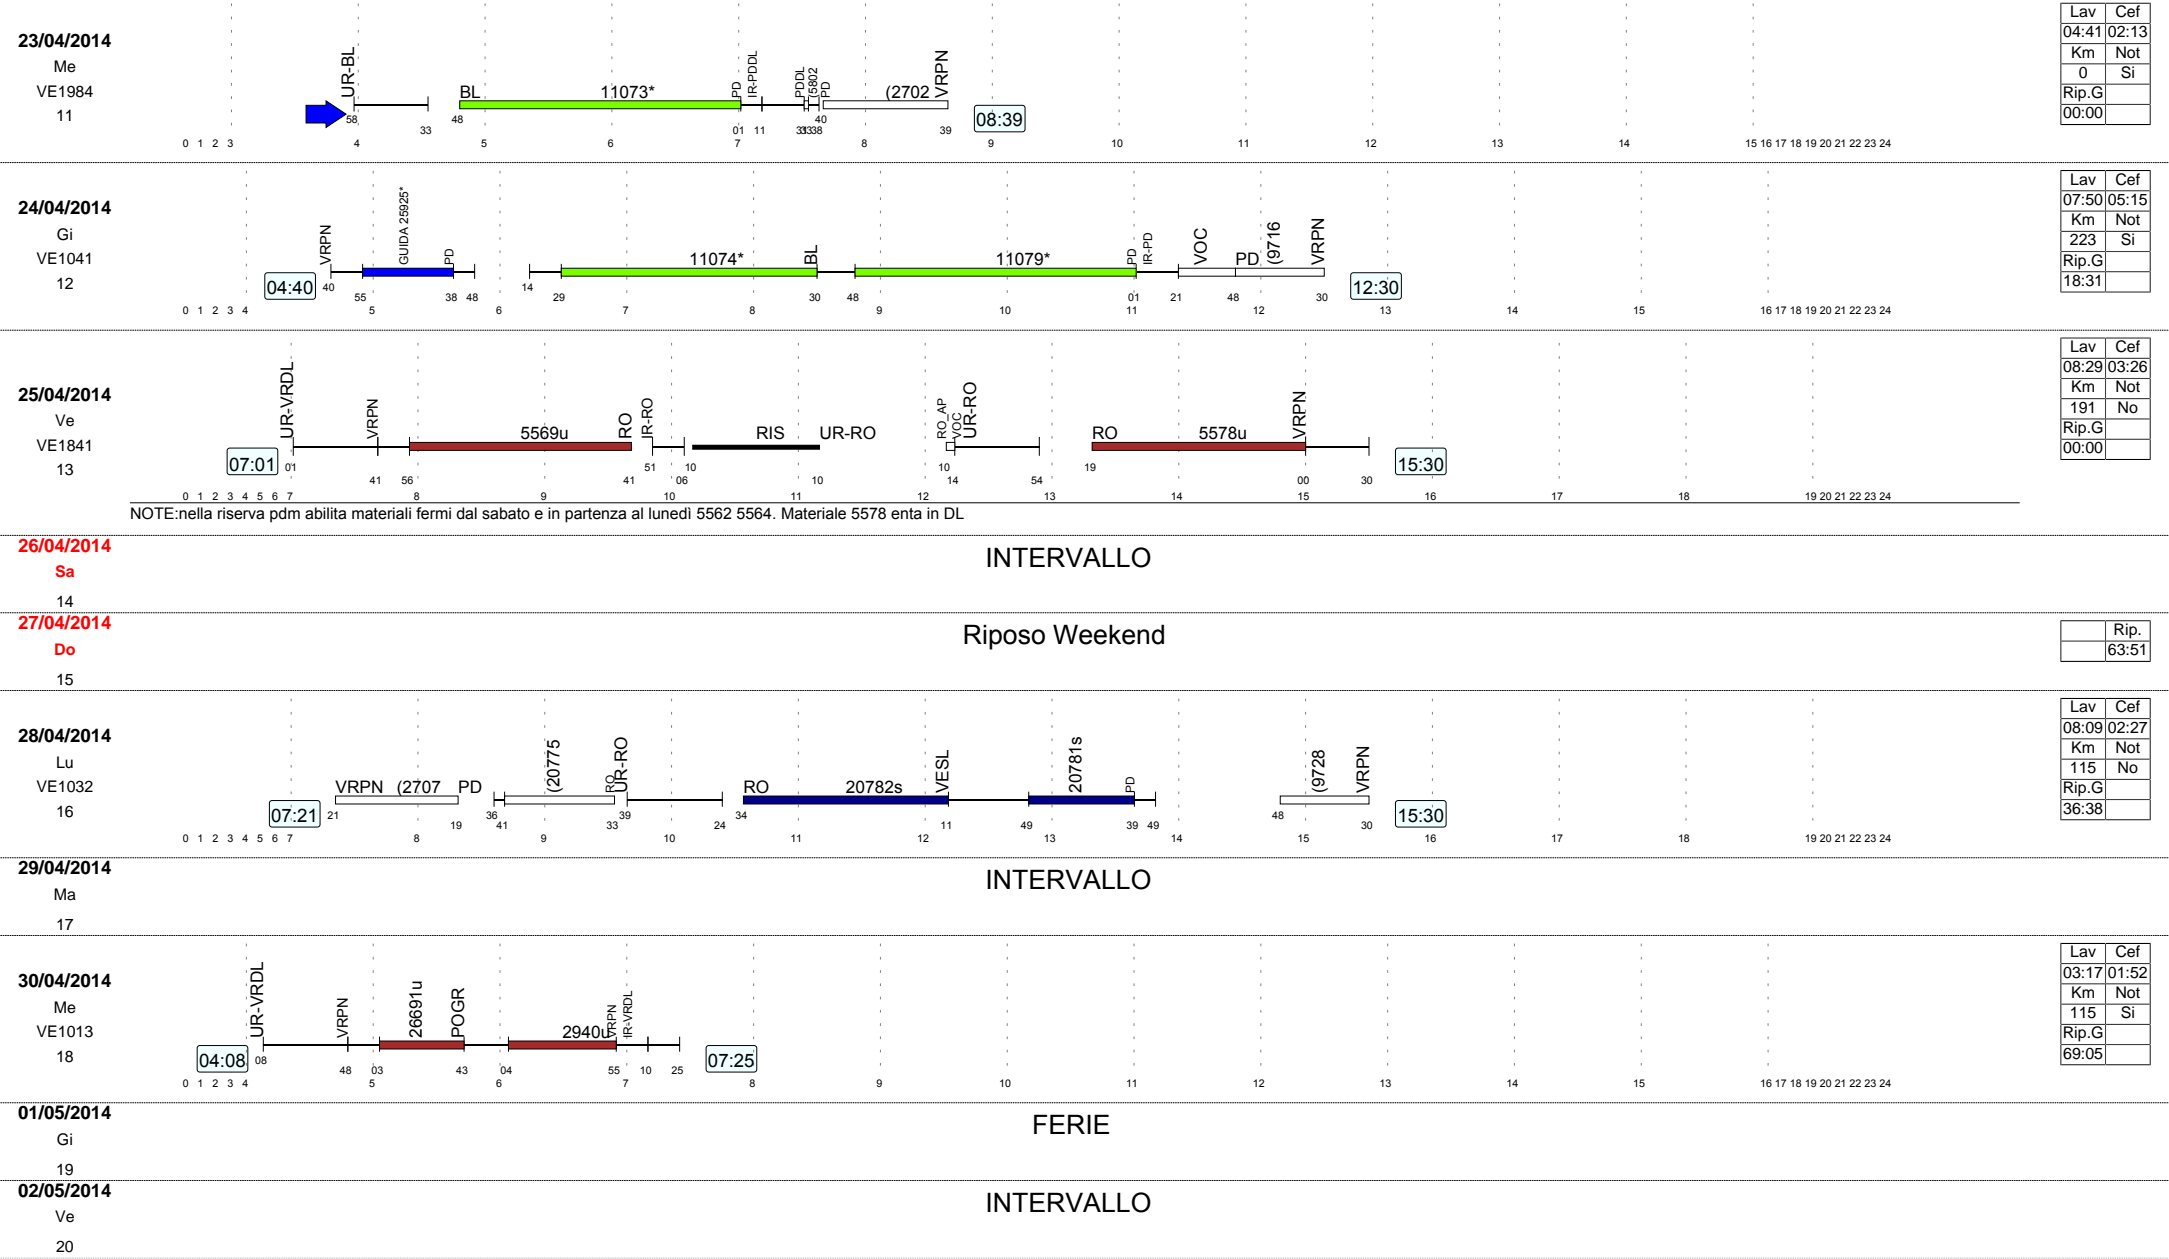 23/04/2014
Me
VE1984
11
UR-BL
BL
11073*
PD
IR-PDDL
PDDL
(5802
PD
(2702
VRPN
58 33 48 01 11 38 40 39
08:39
0 1 2 3 4 5 6 7 8 9 10 11 12 13 14 15 16 17 18 19 20 21 22 23 24
Lav Cef
04:41 02:13
Km Not
0 Si
Rip.G
00:00
24/04/2014
Gi
VE1041
12
04:40
VRPN
GUIDA 25925*
PD
11074*
BL
11079*
PD
IR-PD
VOC
PD
(9716
VRPN
40 55 38 48 14 29 30 48 01 21 48 30
12:30
0 1 2 3 4 5 6 7 8 9 10 11 12 13 14 15 16 17 18 19 20 21 22 23 24
Lav Cef
07:50 05:15
Km Not
223 Si
Rip.G
18:31
25/04/2014
Ve
VE1841
13
07:01
UR-VRDL
VRPN
5569u
RO
IR-RO
RIS
UR-RO
RO_AP
VOC
UR-RO
RO
5578u
VRPN
01 41 56 41 51 06 10 10 10 14 54 19 00 30
15:30
0 1 2 3 4 5 6 7 8 9 10 11 12 13 14 15 16 17 18 19 20 21 22 23 24
NOTE:nella riserva pdm abilita materiali fermi dal sabato e in partenza al lunedì 5562 5564. Materiale 5578 enta in DL
Lav Cef
08:29 03:26
Km Not
191 No
Rip.G
00:00
26/04/2014
Sa
14
INTERVALLO
27/04/2014
Do
15
Riposo Weekend
Rip.
63:51
28/04/2014
Lu
VE1032
16
07:21
VRPN
(2707
PD
(20775
RO
UR-RO
RO
20782s
VESL
20781s
PD
(9728
VRPN
21 19 36 41 33 39 24 34 11 49 39 49 48 30
15:30
0 1 2 3 4 5 6 7 8 9 10 11 12 13 14 15 16 17 18 19 20 21 22 23 24
Lav Cef
08:09 02:27
Km Not
115 No
Rip.G
36:38
29/04/2014
Ma
17
INTERVALLO
30/04/2014
Me
VE1013
18
04:08
UR-VRDL
VRPN
26691u
POGR
2940u
VRPN
IR-VRDL
08 48 03 43 04 55 10 25
07:25
0 1 2 3 4 5 6 7 8 9 10 11 12 13 14 15 16 17 18 19 20 21 22 23 24
Lav Cef
03:17 01:52
Km Not
115 Si
Rip.G
69:05
01/05/2014
Gi
19
FERIE
02/05/2014
Ve
20
INTERVALLO